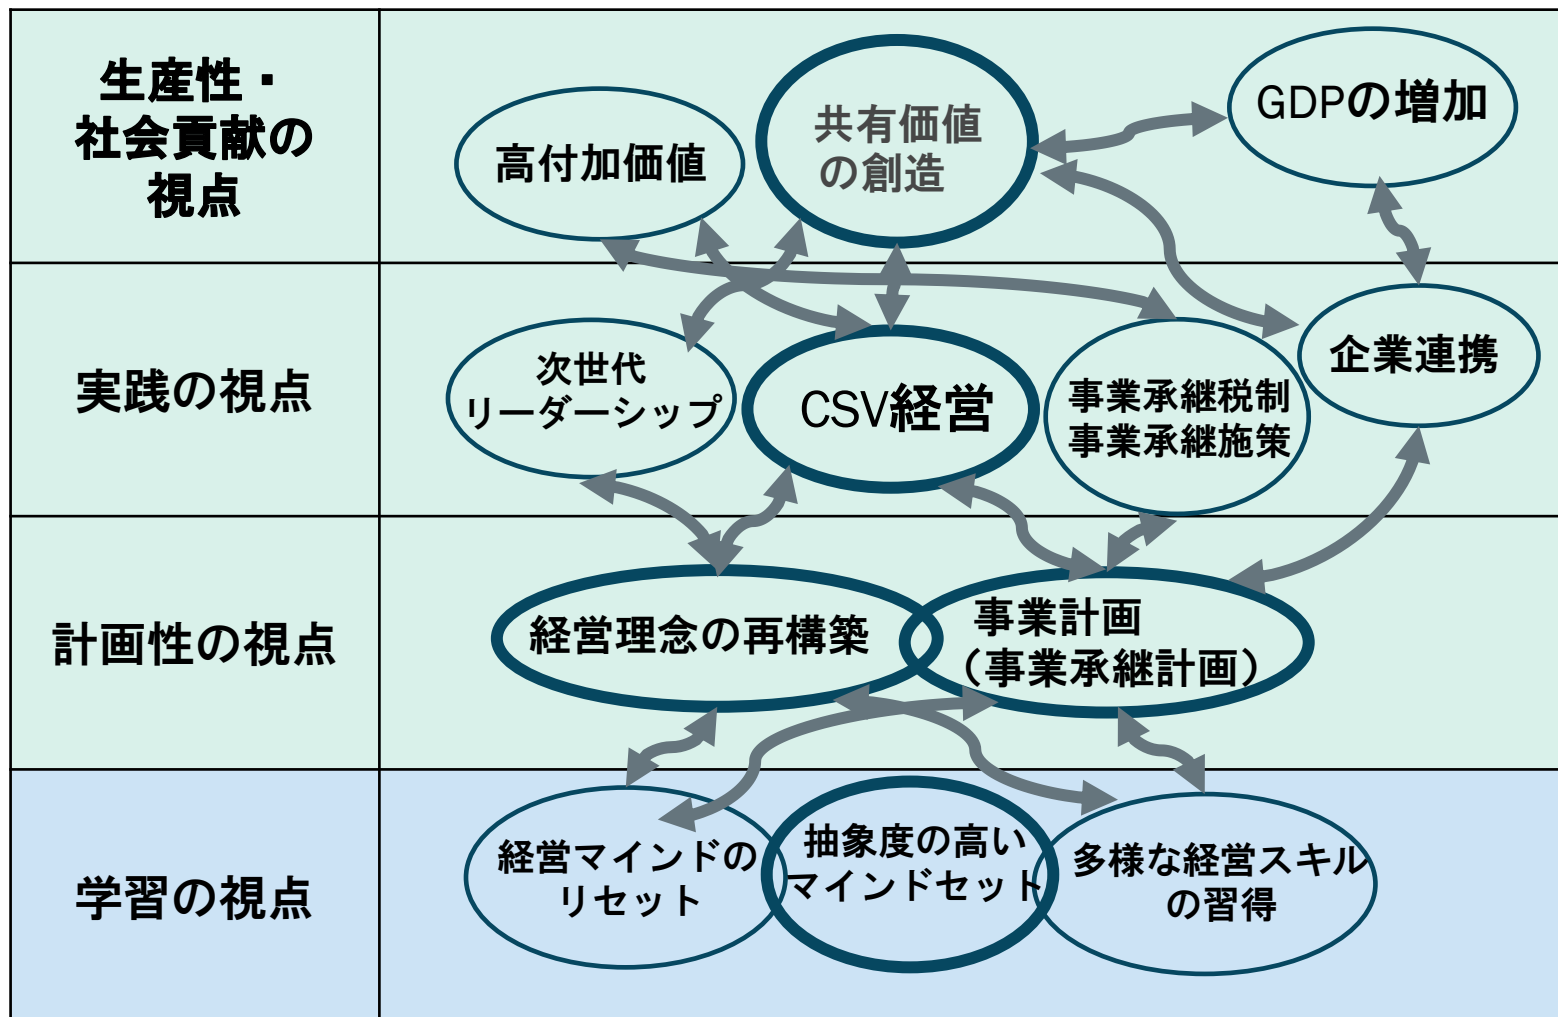 生産性・
社会貢献の
視点
高付加価値
共有価値
の創造
GDPの増加
実践の視点
次世代
リーダーシップ
CSV経営
事業承継税制
事業承継施策
企業連携
計画性の視点
経営理念の再構築
事業計画
（事業承継計画）
学習の視点
経営マインドの
リセット
抽象度の高い
マインドセット
多様な経営スキル
の習得